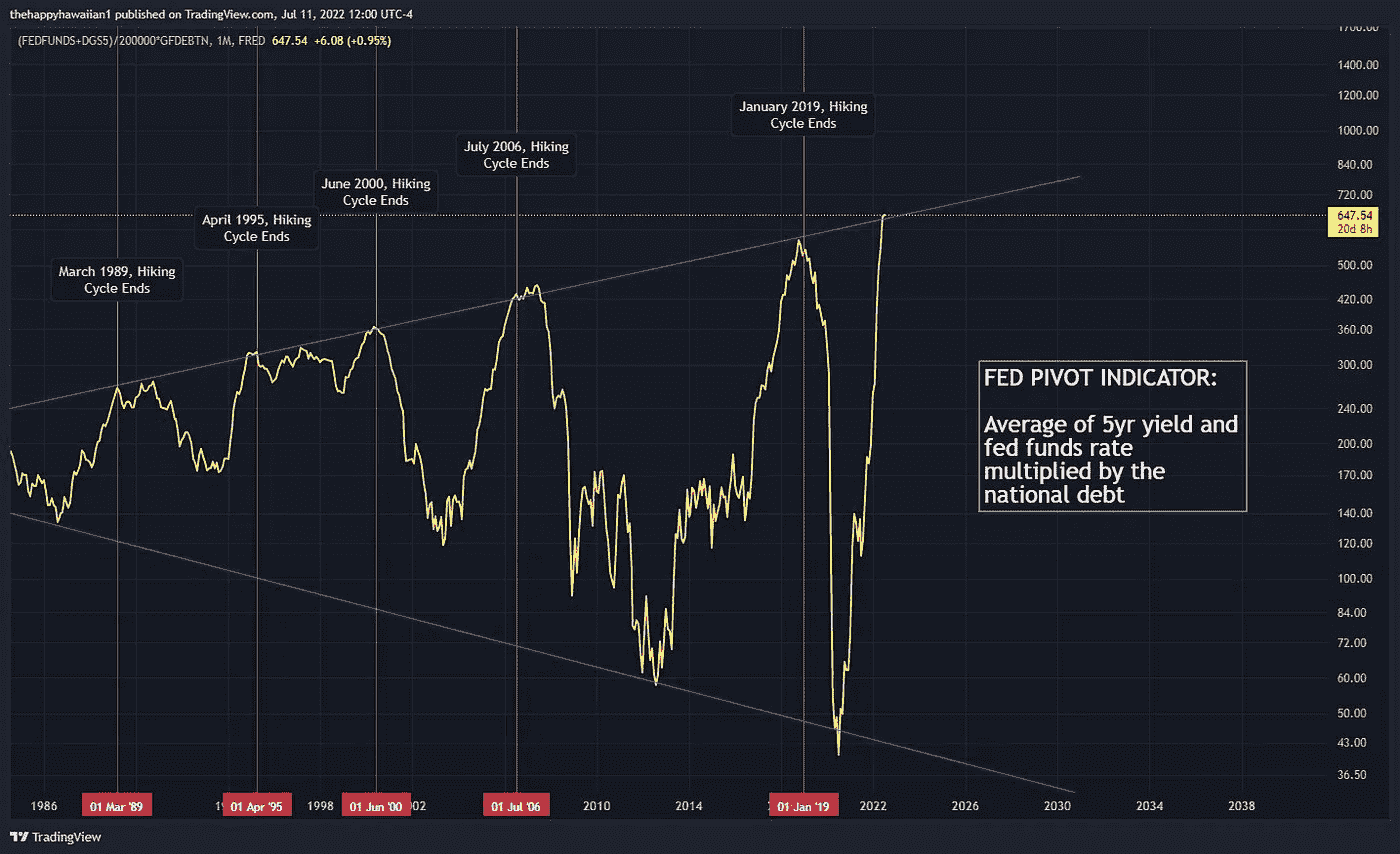 thehappyhawaiian1 published on TradingView.com, Jul 11, 2022 12:00 UTC-4
(FEDFUNDS+DGS5)/200000*GFDEBTN, 1M, FRED 647.54 +6.08 (+0.95%)
1700.00
1400.00
1200.00
1000.00
840.00
720.00
647.54
20d 8h
500.00
420.00
360.00
300.00
240.00
200.00
170.00
140.00
120.00
100.00
84.00
72.00
60.00
50.00
43.00
36.50
January 2019, Hiking
Cycle Ends
July 2006, Hiking
Cycle Ends
June 2000, Hiking
Cycle Ends
April 1995, Hiking
Cycle Ends
March 1989, Hiking
Cycle Ends
FED PIVOT INDICATOR:
Average of 5yr yield and
fed funds rate
multiplied by the
national debt
1986 01 Mar '89 01 Apr '95 1998 01 Jun '00 01 Jul '06 2010 2014 01 Jan '19 2022 2026 2030 2034 2038
TradingView